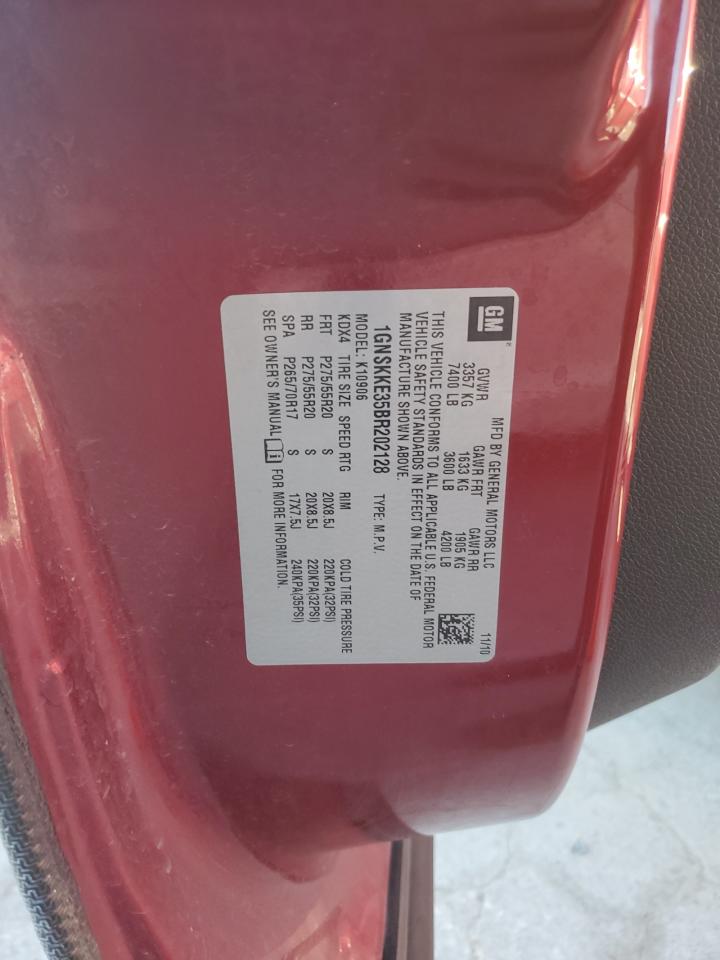 GM
MFD BY GENERAL MOTORS LLC 11/10
GVWR GAWR FRT GAWR RR
3357 KG 1633 KG 1905 KG
7400 LB 3600 LB 4200 LB
THIS VEHICLE CONFORMS TO ALL APPLICABLE U.S. FEDERAL MOTOR
VEHICLE SAFETY STANDARDS IN EFFECT ON THE DATE OF
MANUFACTURE SHOWN ABOVE.
1GNSKKE35BR202128 TYPE: M.P.V.
MODEL: K10906
KDX4 TIRE SIZE SPEED RTG RIM COLD TIRE PRESSURE
FRT P275/55R20 S 20X8.5J 220KPA(32PSI)
RR P275/55R20 S 20X8.5J 220KPA(32PSI)
SPA P265/70R17 S 17X7.5J 240KPA(35PSI)
SEE OWNER'S MANUAL i FOR MORE INFORMATION.